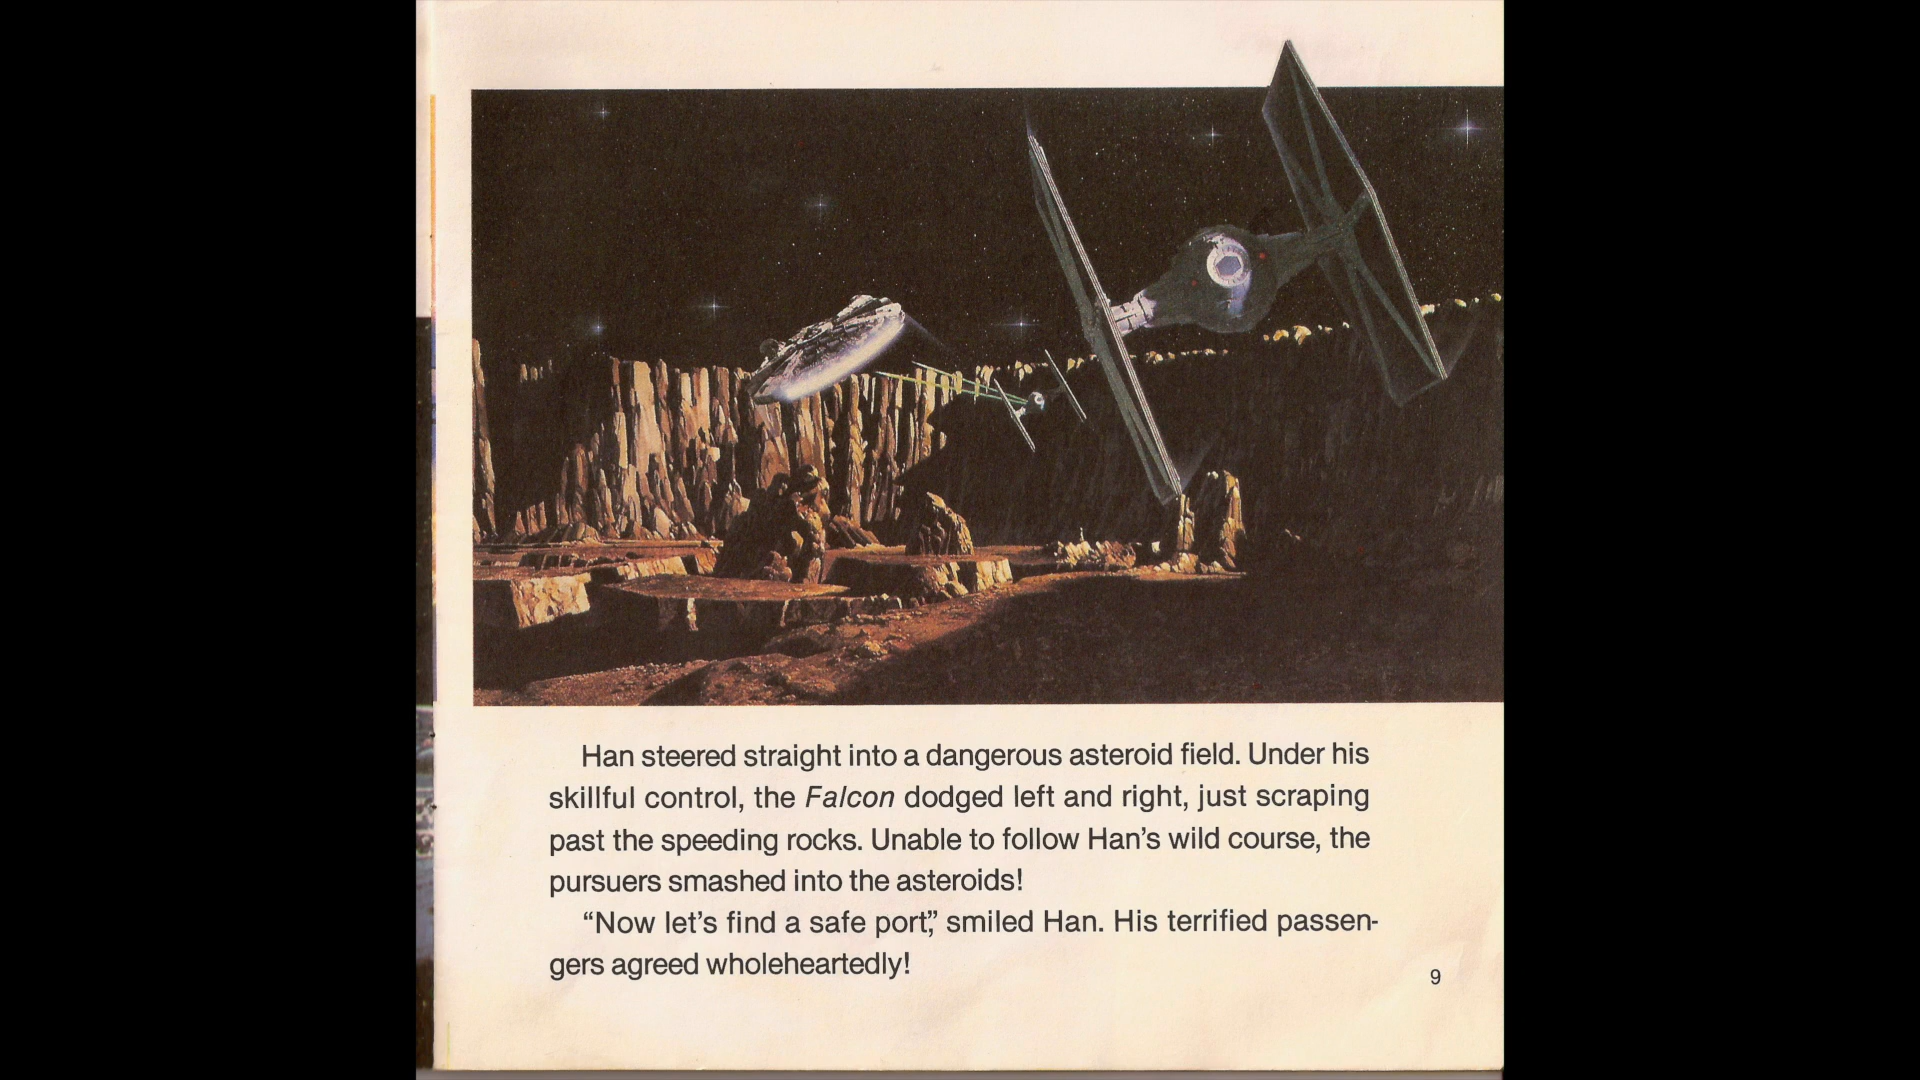 Han steered straight into a dangerous asteroid field. Under his
skillful control, the Falcon dodged left and right, just scraping
past the speeding rocks. Unable to follow Han's wild course, the
pursuers smashed into the asteroids!
“Now let's find a safe port,” smiled Han. His terrified passen-
gers agreed wholeheartedly!
9